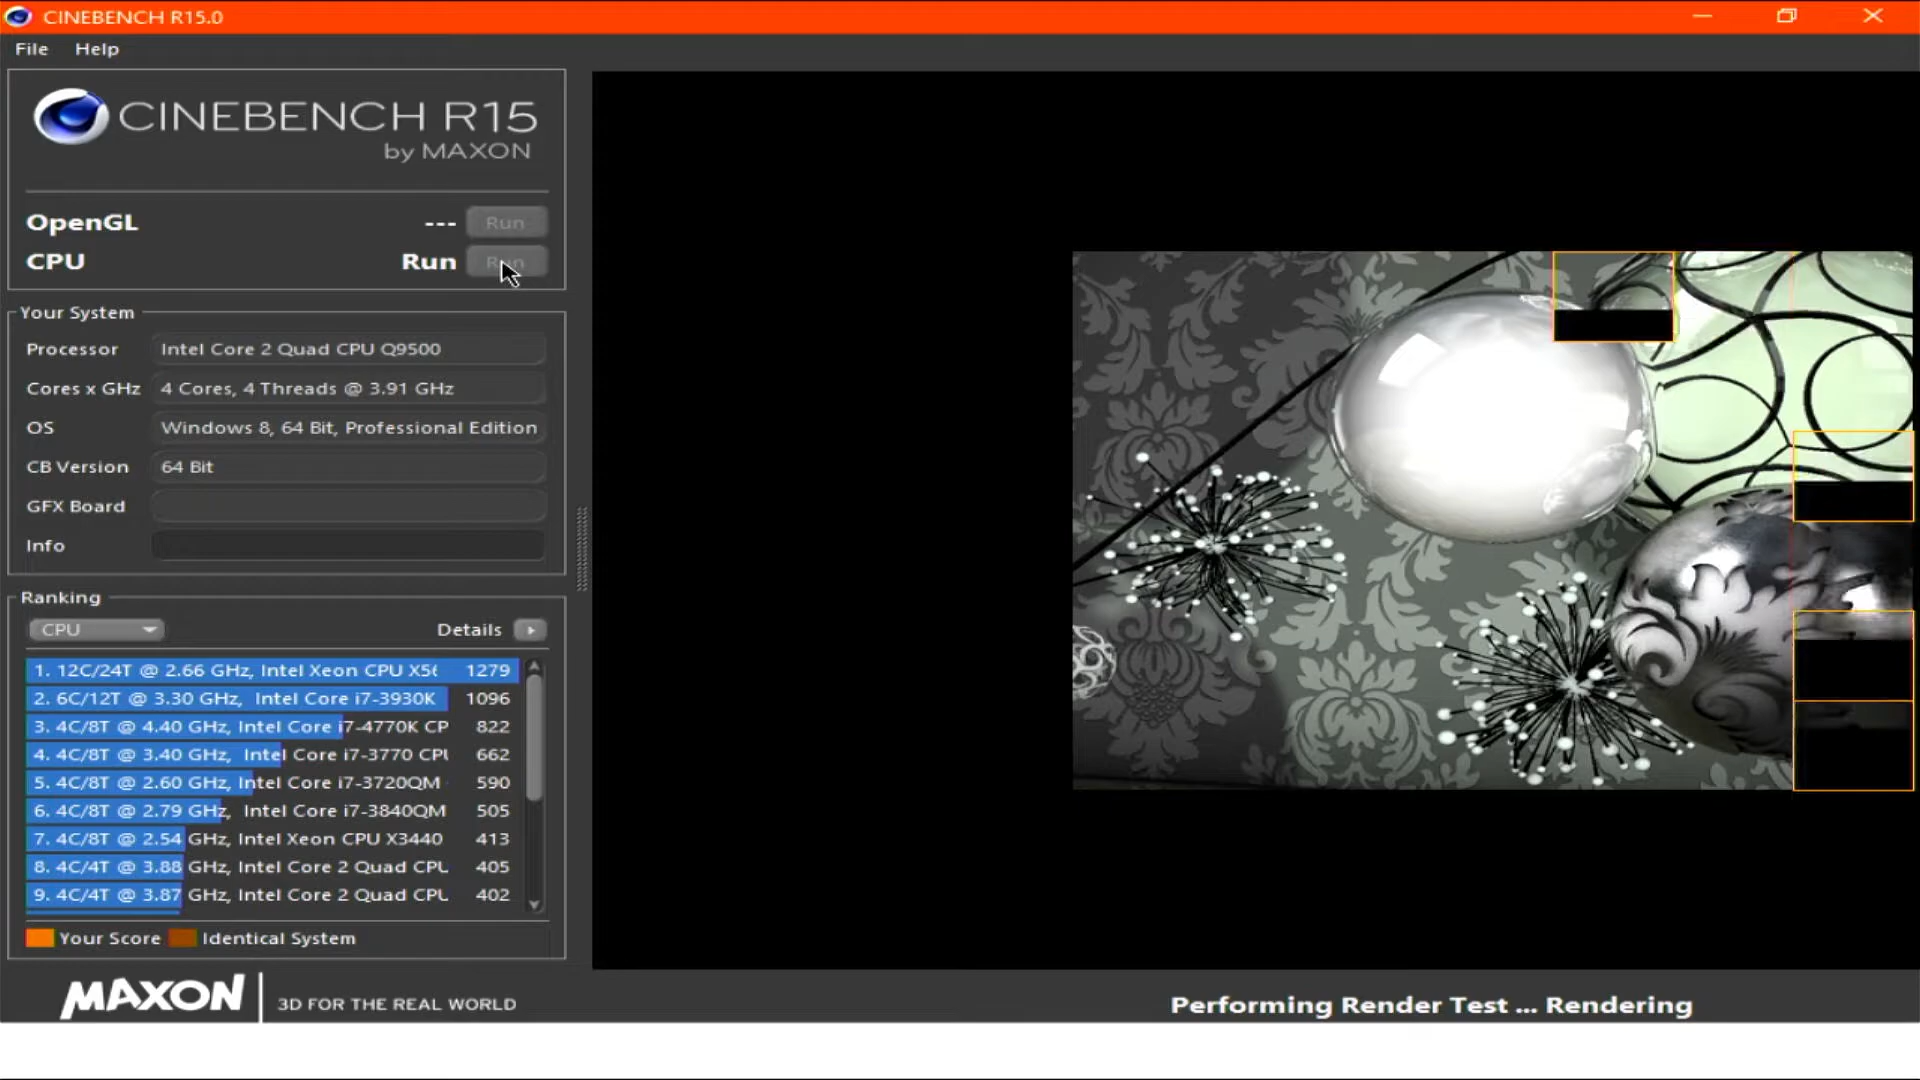 CINEBENCH R15.0
File Help
CINEBENCH R15
by MAXON
OpenGL --- Run
CPU Run Run
Your System
Processor Intel Core 2 Quad CPU Q9500
Cores x GHz 4 Cores, 4 Threads @ 3.91 GHz
OS Windows 8, 64 Bit, Professional Edition
CB Version 64 Bit
GFX Board
Info
Ranking
CPU Details
1. 12C/24T @ 2.66 GHz, Intel Xeon CPU X56 1279
2. 6C/12T @ 3.30 GHz, Intel Core i7-3930K 1096
3. 4C/8T @ 4.40 GHz, Intel Core i7-4770K CP 822
4. 4C/8T @ 3.40 GHz, Intel Core i7-3770 CPU 662
5. 4C/8T @ 2.60 GHz, Intel Core i7-3720QM 590
6. 4C/8T @ 2.79 GHz, Intel Core i7-3840QM 505
7. 4C/8T @ 2.54 GHz, Intel Xeon CPU X3440 413
8. 4C/4T @ 3.88 GHz, Intel Core 2 Quad CPU 405
9. 4C/4T @ 3.87 GHz, Intel Core 2 Quad CPU 402
Your Score Identical System
MAXON 3D FOR THE REAL WORLD
Performing Render Test ... Rendering